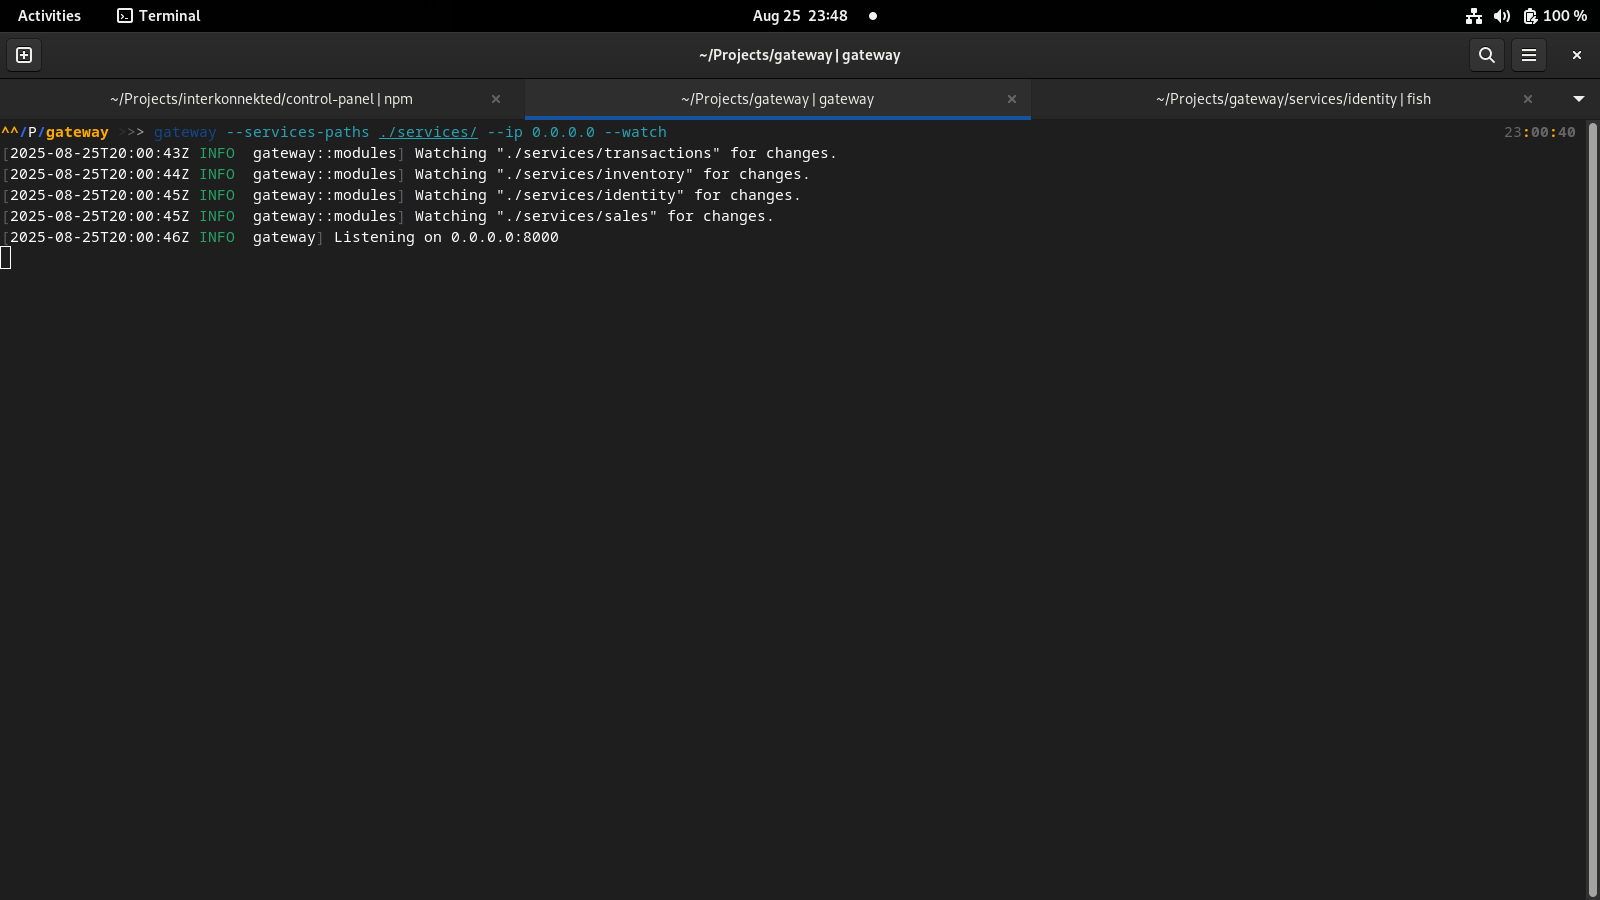 Activities Terminal Aug 25 23:48 100 %
~/Projects/gateway | gateway
~/Projects/interkonnekted/control-panel | npm ~/Projects/gateway | gateway ~/Projects/gateway/services/identity | fish
^^/P/gateway >>> gateway --services-paths ./services/ --ip 0.0.0.0 --watch 23:00:40
[2025-08-25T20:00:43Z INFO  gateway::modules] Watching "./services/transactions" for changes.
[2025-08-25T20:00:44Z INFO  gateway::modules] Watching "./services/inventory" for changes.
[2025-08-25T20:00:45Z INFO  gateway::modules] Watching "./services/identity" for changes.
[2025-08-25T20:00:45Z INFO  gateway::modules] Watching "./services/sales" for changes.
[2025-08-25T20:00:46Z INFO  gateway] Listening on 0.0.0.0:8000